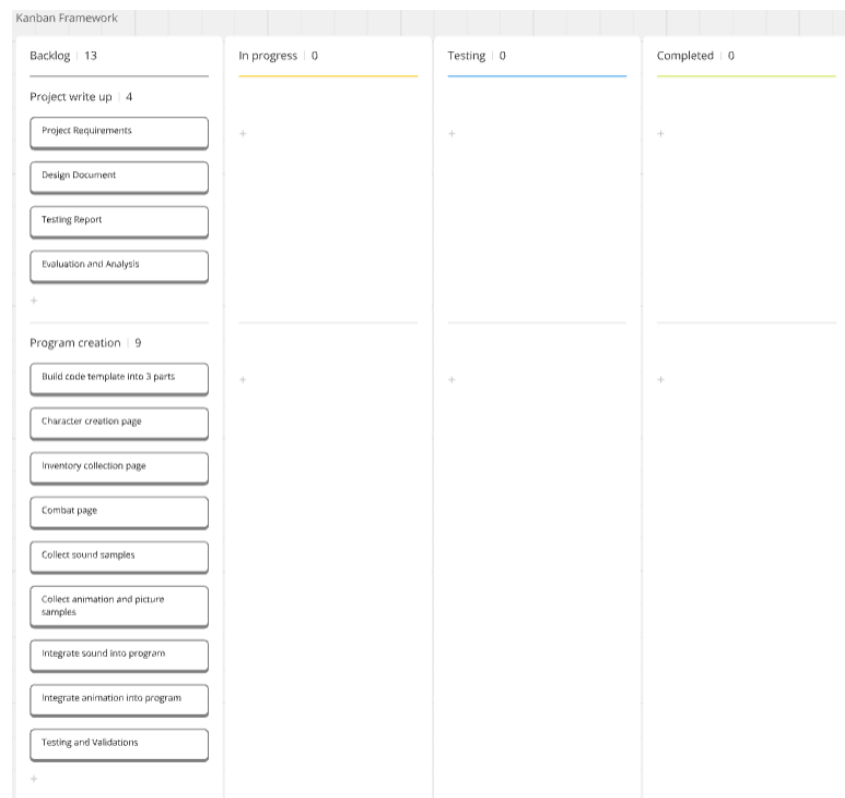 Kanban Framework
Backlog | 13
In progress | 0
Testing | 0
Completed | 0
Project write up | 4
Project Requirements
+
+
+
Design Document
Testing Report
Evaluation and Analysis
+
Program creation | 9
Build code template into 3 parts
+
+
+
Character creation page
Inventory collection page
Combat page
Collect sound samples
Collect animation and picture
samples
Integrate sound into program
Integrate animation into program
Testing and Validations
+